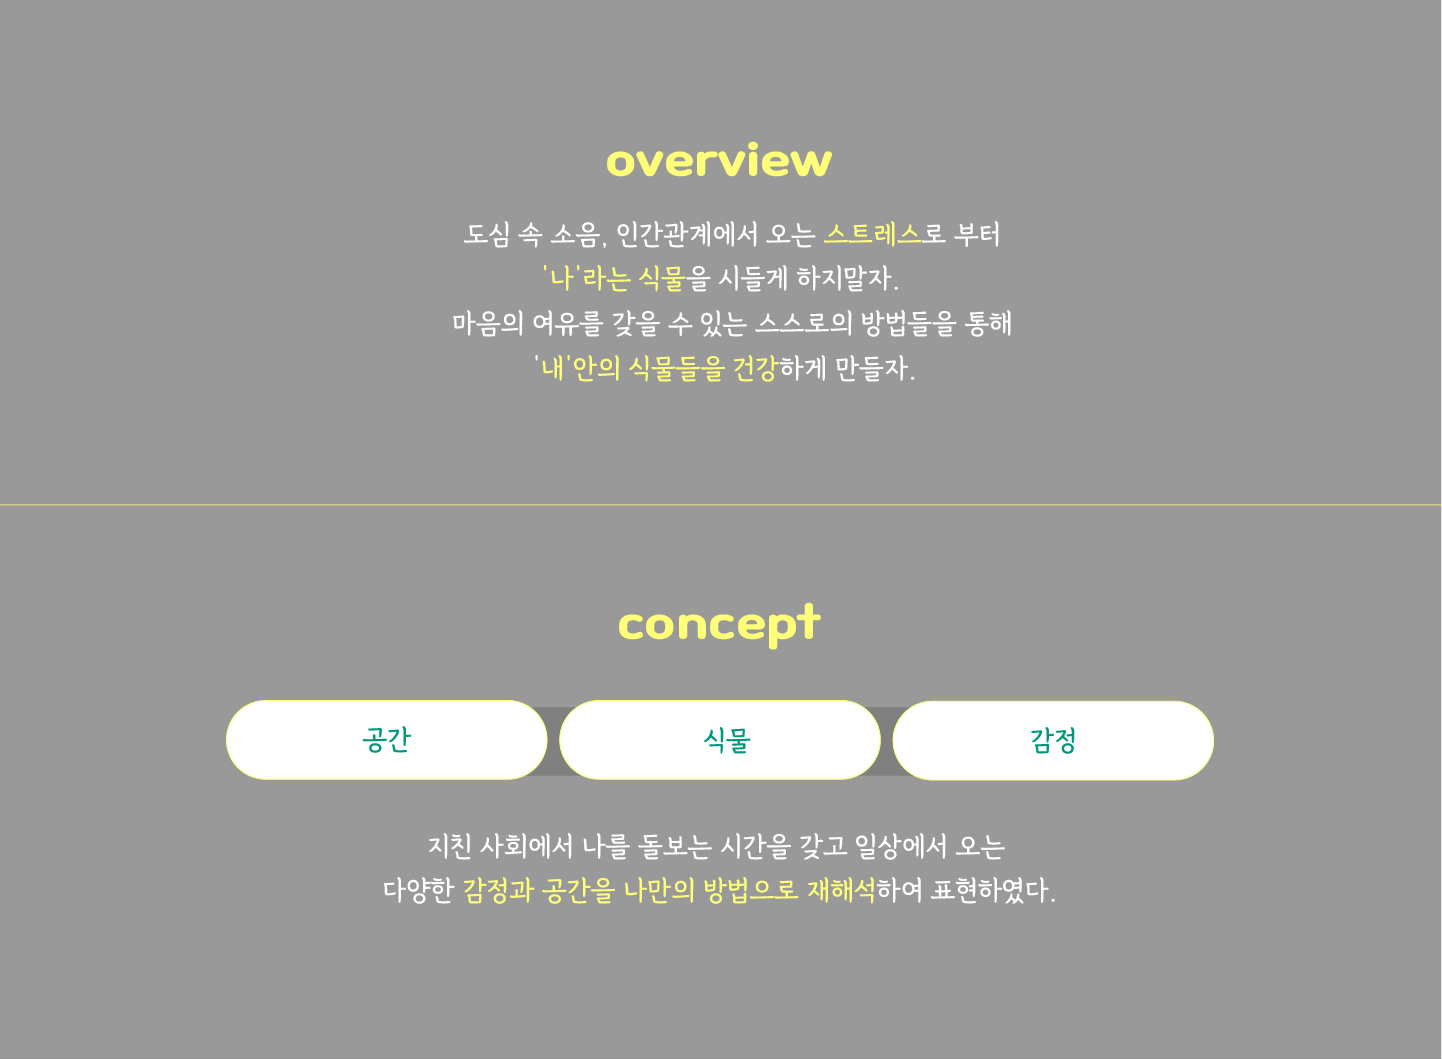 overview
도심 속 소음, 인간관계에서 오는 스트레스로 부터
'나'라는 식물을 시들게 하지말자.
마음의 여유를 갖을 수 있는 스스로의 방법들을 통해
'내'안의 식물들을 건강하게 만들자.
concept
공간
식물
감정
지친 사회에서 나를 돌보는 시간을 갖고 일상에서 오는
다양한 감정과 공간을 나만의 방법으로 재해석하여 표현하였다.